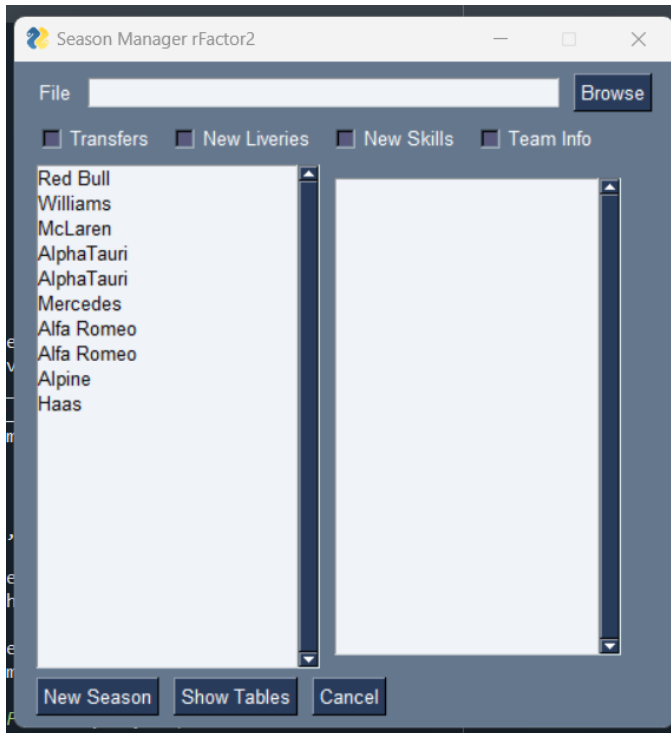 Season Manager rFactor2
File Browse
Transfers New Liveries New Skills Team Info
Red Bull
Williams
McLaren
AlphaTauri
AlphaTauri
Mercedes
Alfa Romeo
Alfa Romeo
Alpine
Haas
New Season Show Tables Cancel